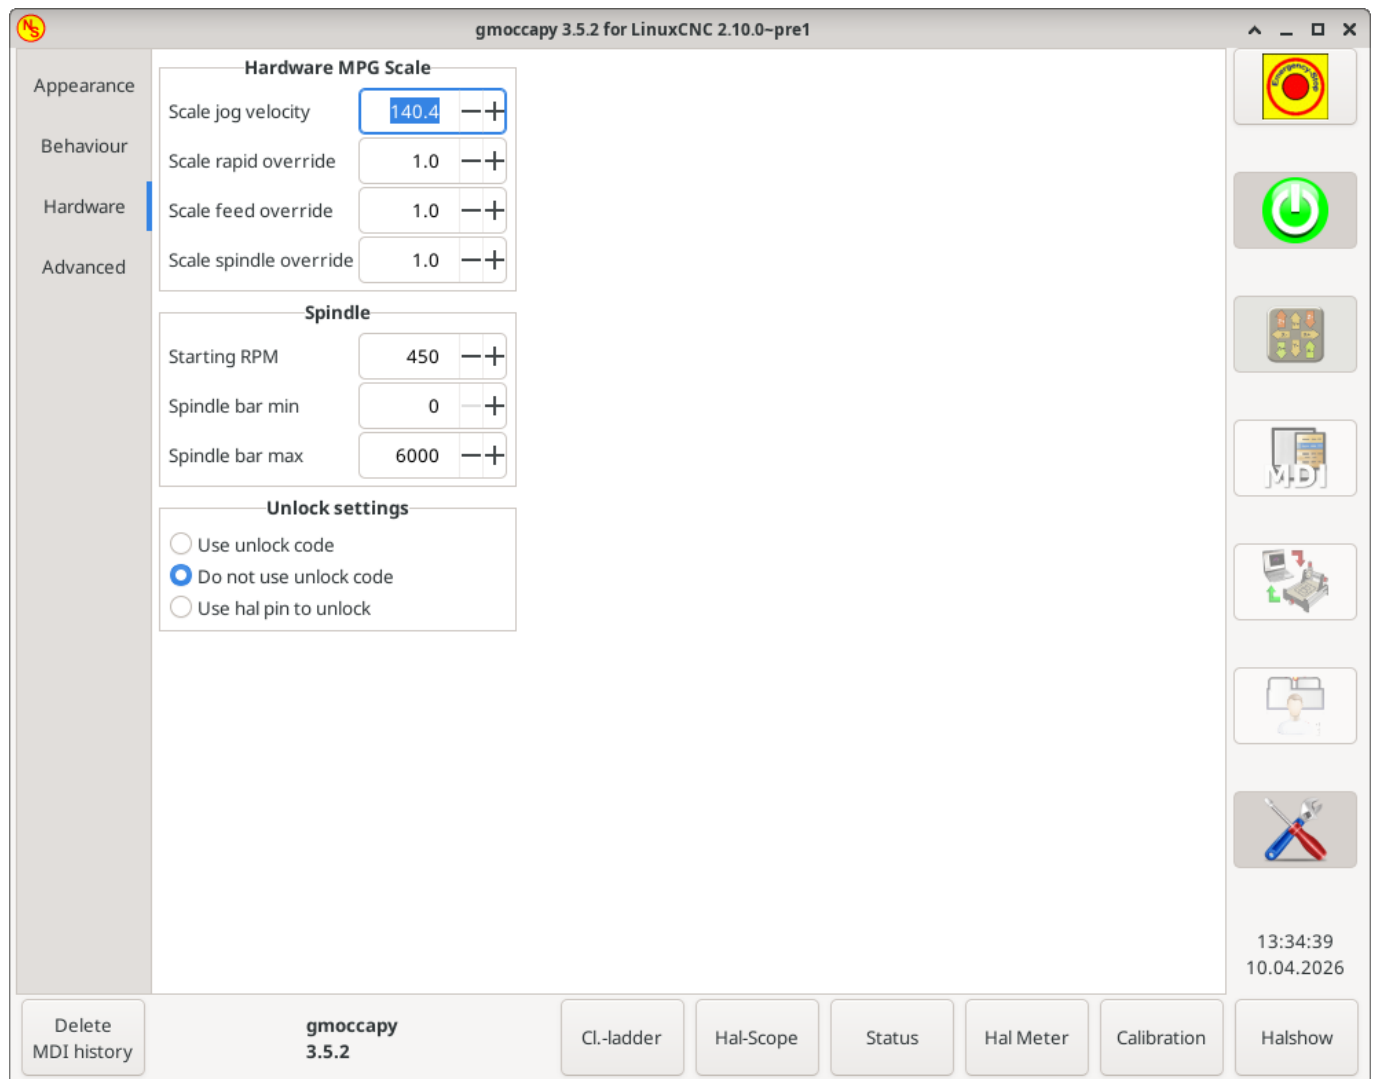 NS
gmoccapy 3.5.2 for LinuxCNC 2.10.0~pre1
Appearance
Behaviour
Hardware
Advanced
Hardware MPG Scale
Scale jog velocity 140.4
Scale rapid override 1.0
Scale feed override 1.0
Scale spindle override 1.0
Spindle
Starting RPM 450
Spindle bar min 0
Spindle bar max 6000
Unlock settings
Use unlock code
Do not use unlock code
Use hal pin to unlock
Emergency-Stop
MDI
13:34:39
10.04.2026
Delete
MDI history
gmoccapy
3.5.2
Cl.-ladder
Hal-Scope
Status
Hal Meter
Calibration
Halshow